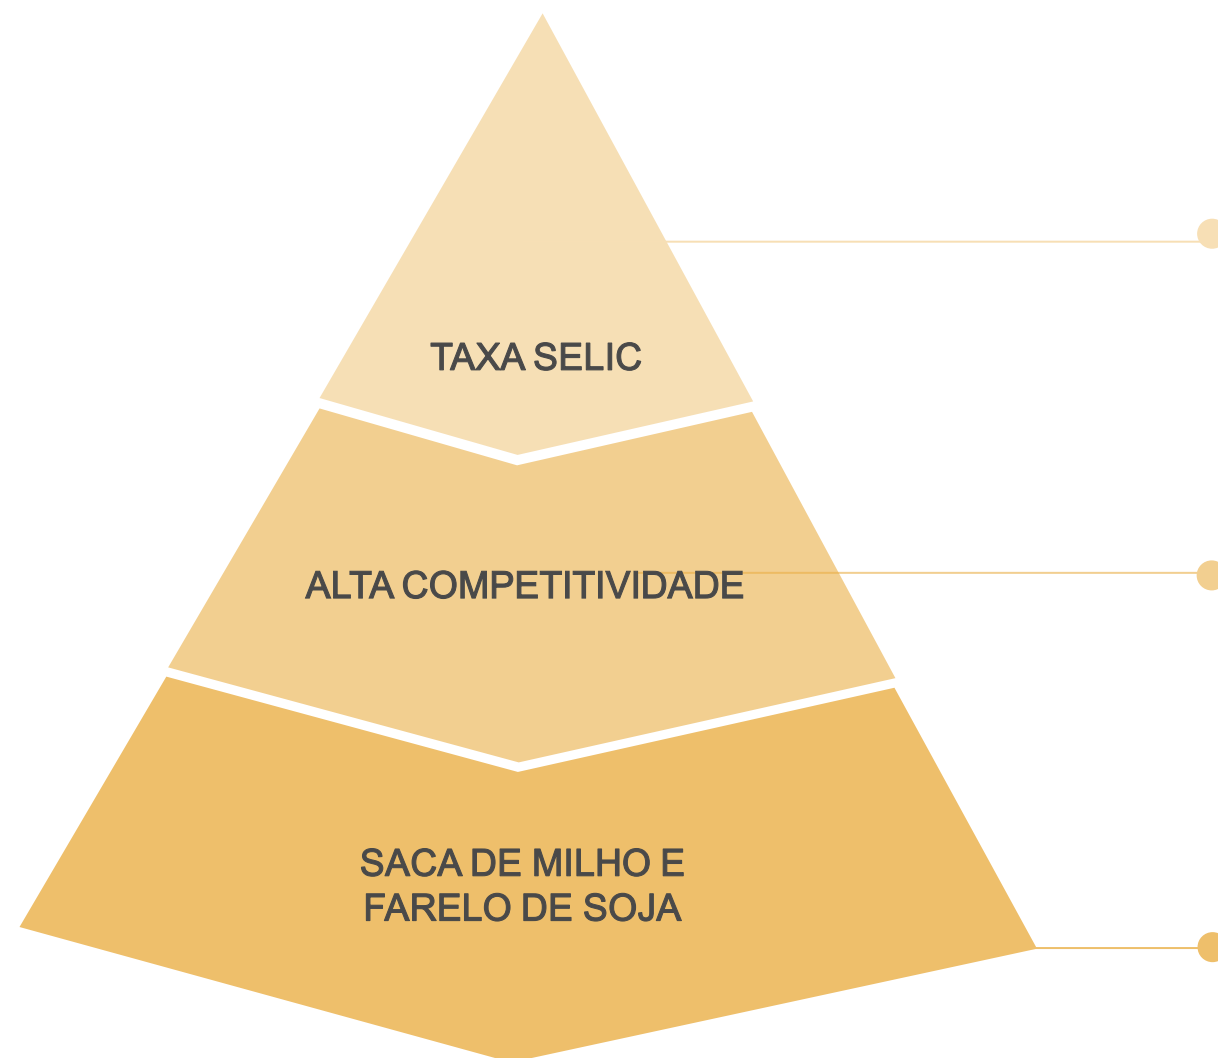 TAXA SELIC
ALTA COMPETITIVIDADE
SACA DE MILHO E
FARELO DE SOJA